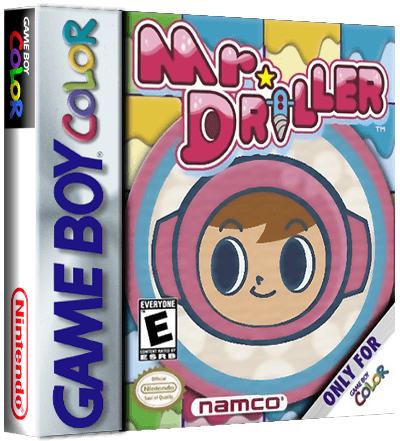 GAME BOY
COLOR
Nintendo
GAME BOY COLOR
Mr. DRILLER
TM
EVERYONE
E
CONTENT RATED BY
ESRB
Official
Nintendo
Seal of Quality
namco
ONLY FOR
GAME BOY
COLOR